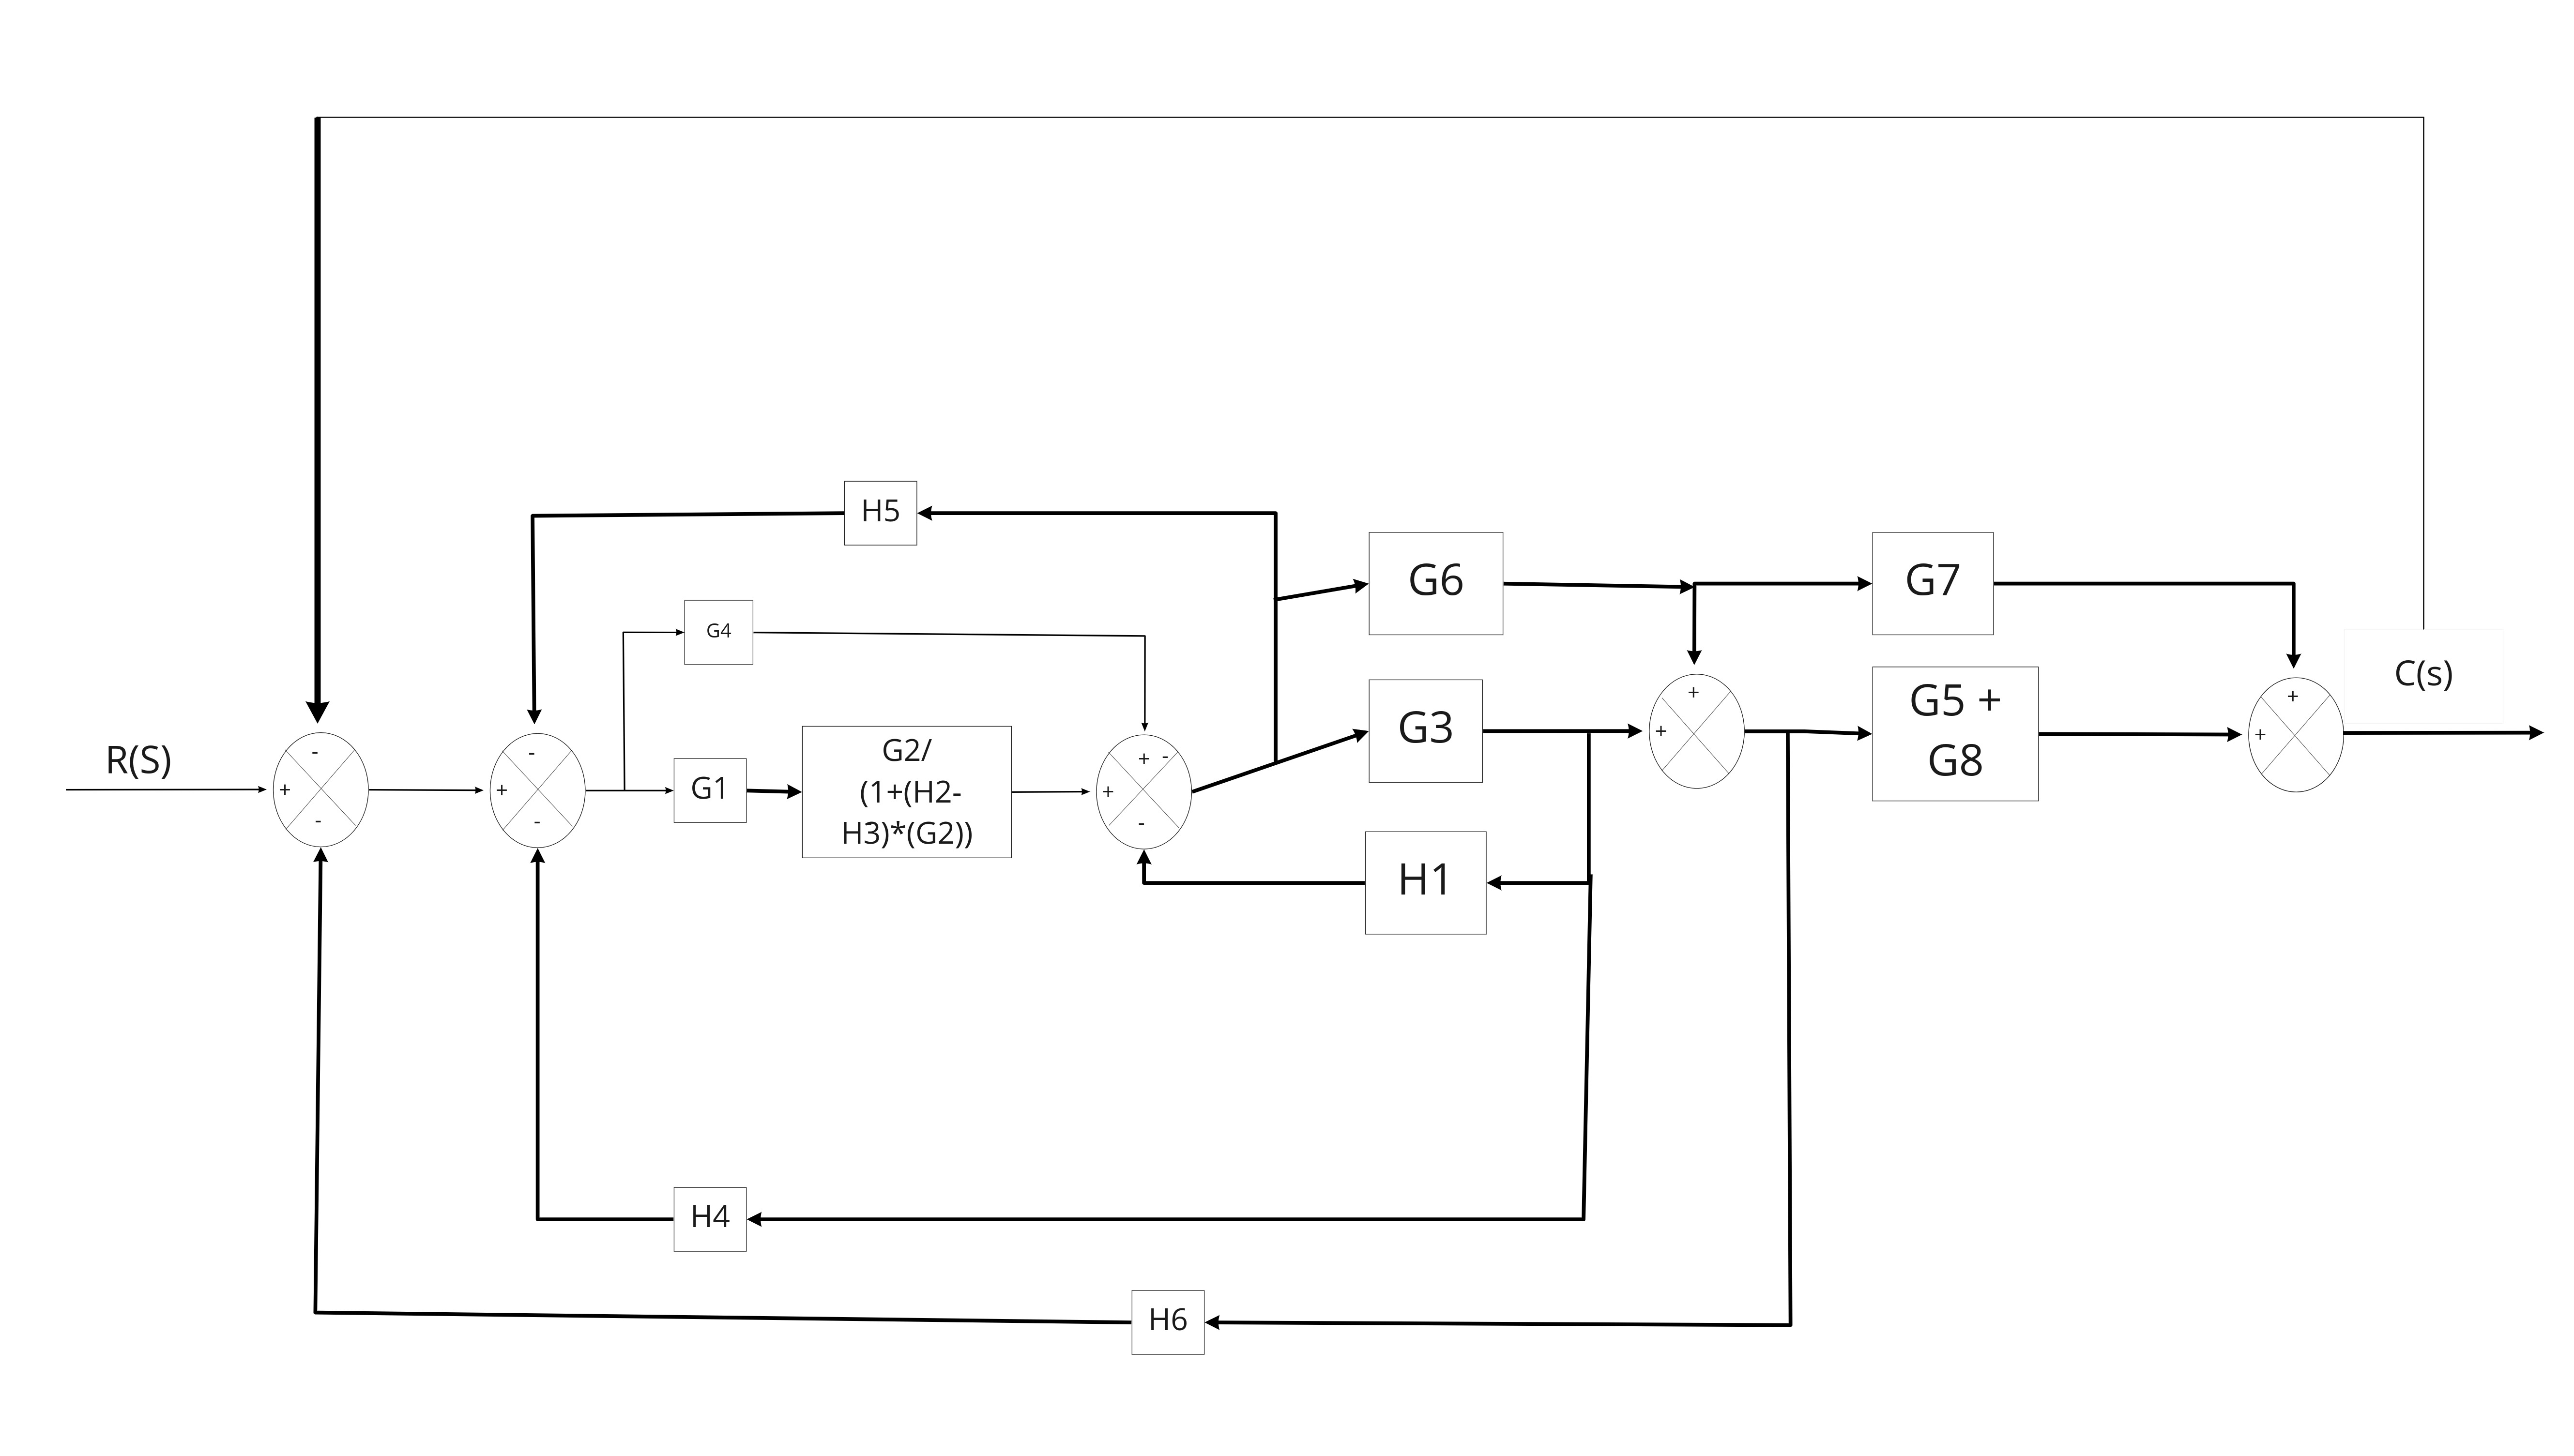 H5
G6
G7
G4
R(S)
-
+
-
-
+
-
G1
G2/
(1+(H2-
H3)*(G2))
+ -
+
-
G3
+
+
G5 +
G8
+
+
C(s)
H1
H4
H6